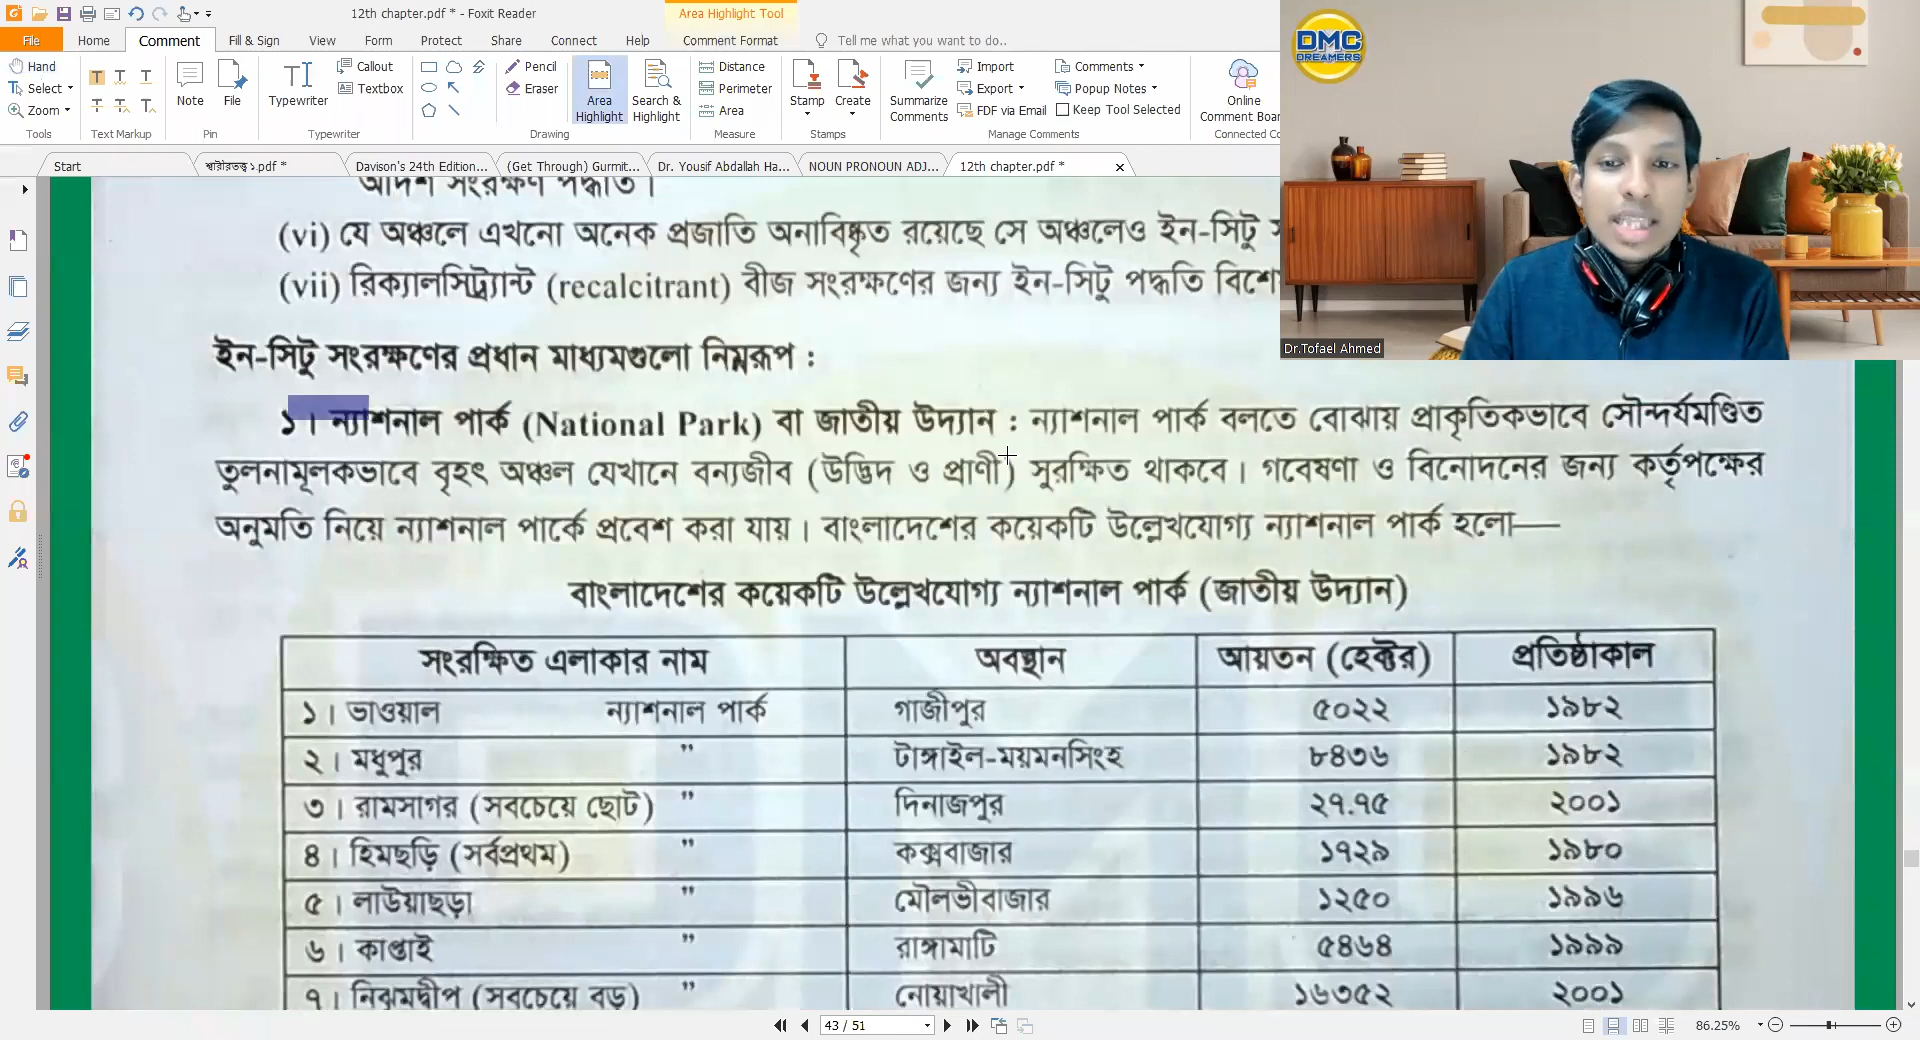 12th chapter.pdf * - Foxit Reader
Area Highlight Tool
File Home Comment Fill & Sign View Form Protect Share Connect Help Comment Format Tell me what you want to do..
Hand
Select
Zoom
Tools
Text Markup
Note
File
Pin
Typewriter
Callout
Textbox
Typewriter
Pencil
Eraser
Area Highlight
Search & Highlight
Drawing
Distance
Perimeter
Area
Measure
Stamp
Create
Stamps
Summarize Comments
Import
Export
FDF via Email
Comments
Popup Notes
Keep Tool Selected
Manage Comments
Online Comment Boar
Connected Co
DMC
DREAMERS
Dr.Tofael Ahmed
Start শ্বারীরতত্ত্ব ১.pdf * Davison's 24th Edition... (Get Through) Gurmit... Dr. Yousif Abdallah Ha... NOUN PRONOUN ADJ... 12th chapter.pdf *
আদর্শ সংরক্ষণ পদ্ধতি।
(vi) যে অঞ্চলে এখনো অনেক প্রজাতি অনাবিষ্কৃত রয়েছে সে অঞ্চলেও ইন-সিটু
(vii) রিক্যালসিট্র্যান্ট (recalcitrant) বীজ সংরক্ষণের জন্য ইন-সিটু পদ্ধতি বিশে
ইন-সিটু সংরক্ষণের প্রধান মাধ্যমগুলো নিম্নরূপ :
১। ন্যাশনাল পার্ক (National Park) বা জাতীয় উদ্যান : ন্যাশনাল পার্ক বলতে বোঝায় প্রাকৃতিকভাবে সৌন্দর্যমণ্ডিত
তুলনামূলকভাবে বৃহৎ অঞ্চল যেখানে বন্যজীব (উদ্ভিদ ও প্রাণী) সুরক্ষিত থাকবে। গবেষণা ও বিনোদনের জন্য কর্তৃপক্ষের
অনুমতি নিয়ে ন্যাশনাল পার্কে প্রবেশ করা যায়। বাংলাদেশের কয়েকটি উল্লেখযোগ্য ন্যাশনাল পার্ক হলো—
বাংলাদেশের কয়েকটি উল্লেখযোগ্য ন্যাশনাল পার্ক (জাতীয় উদ্যান)
সংরক্ষিত এলাকার নাম অবস্থান আয়তন (হেক্টর) প্রতিষ্ঠাকাল
১। ভাওয়াল ন্যাশনাল পার্ক গাজীপুর ৫০২২ ১৯৮২
২। মধুপুর " টাঙ্গাইল-ময়মনসিংহ ৮৪৩৬ ১৯৮২
৩। রামসাগর (সবচেয়ে ছোট) " দিনাজপুর ২৭.৭৫ ২০০১
৪। হিমছড়ি (সর্বপ্রথম) " কক্সবাজার ১৭২৯ ১৯৮০
৫। লাউয়াছড়া " মৌলভীবাজার ১২৫০ ১৯৯৬
৬। কাপ্তাই " রাঙ্গামাটি ৫৪৬৪ ১৯৯৯
৭। নিঝুমদ্বীপ (সবচেয়ে বড়) " নোয়াখালী ১৬৩৫২ ২০০১
43 / 51
86.25%